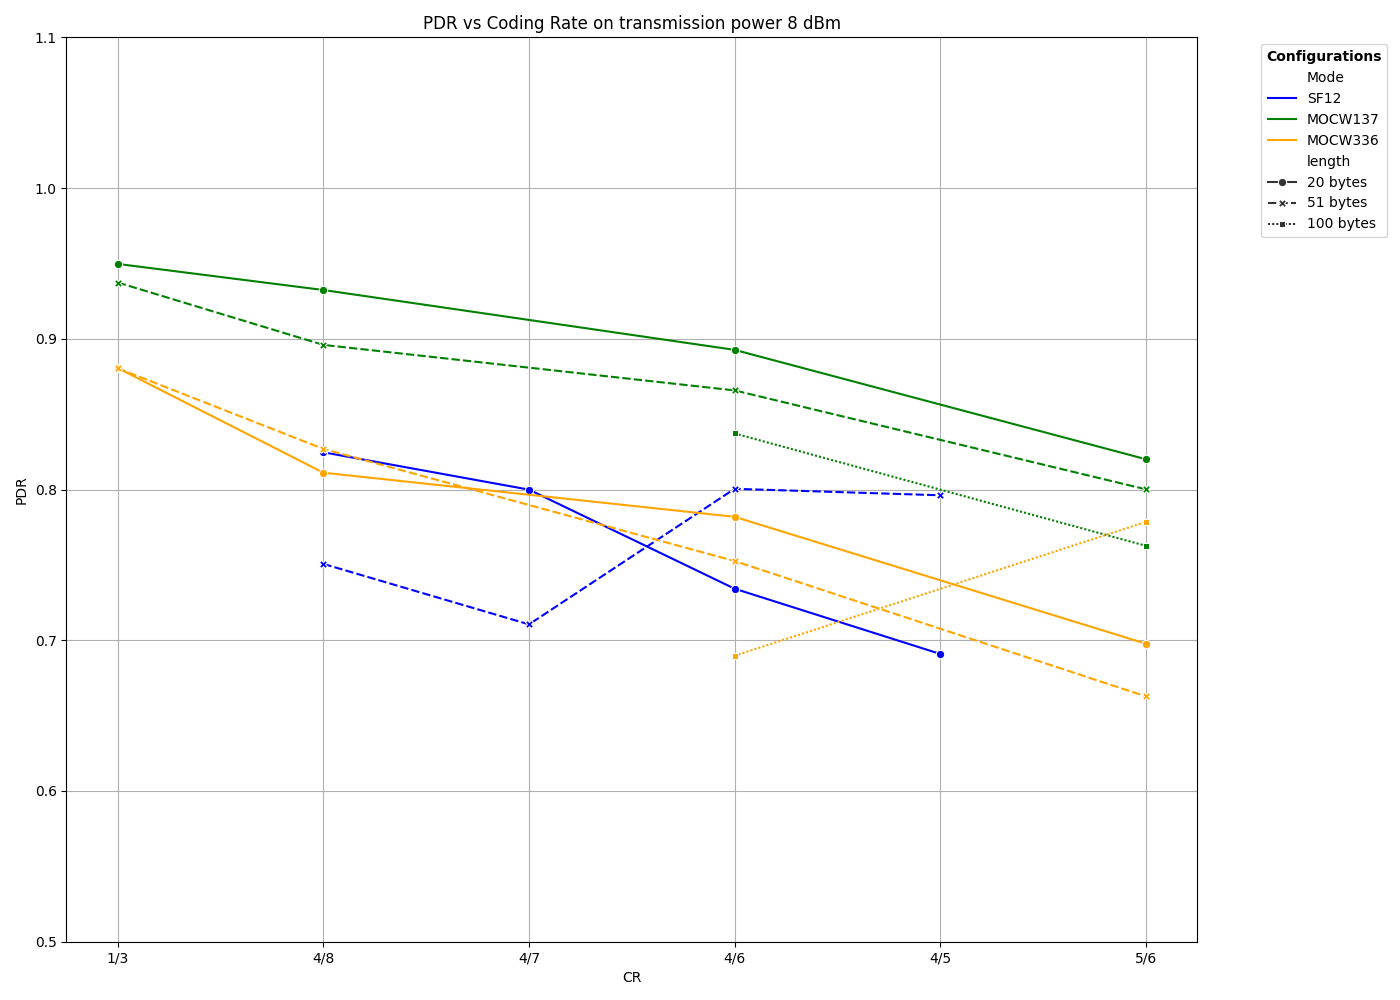 PDR vs Coding Rate on transmission power 8 dBm
1.1
1.0
0.9
0.8
0.7
0.6
0.5
PDR
1/3
4/8
4/7
4/6
4/5
5/6
CR
Configurations
Mode
SF12
MOCW137
MOCW336
length
20 bytes
51 bytes
100 bytes